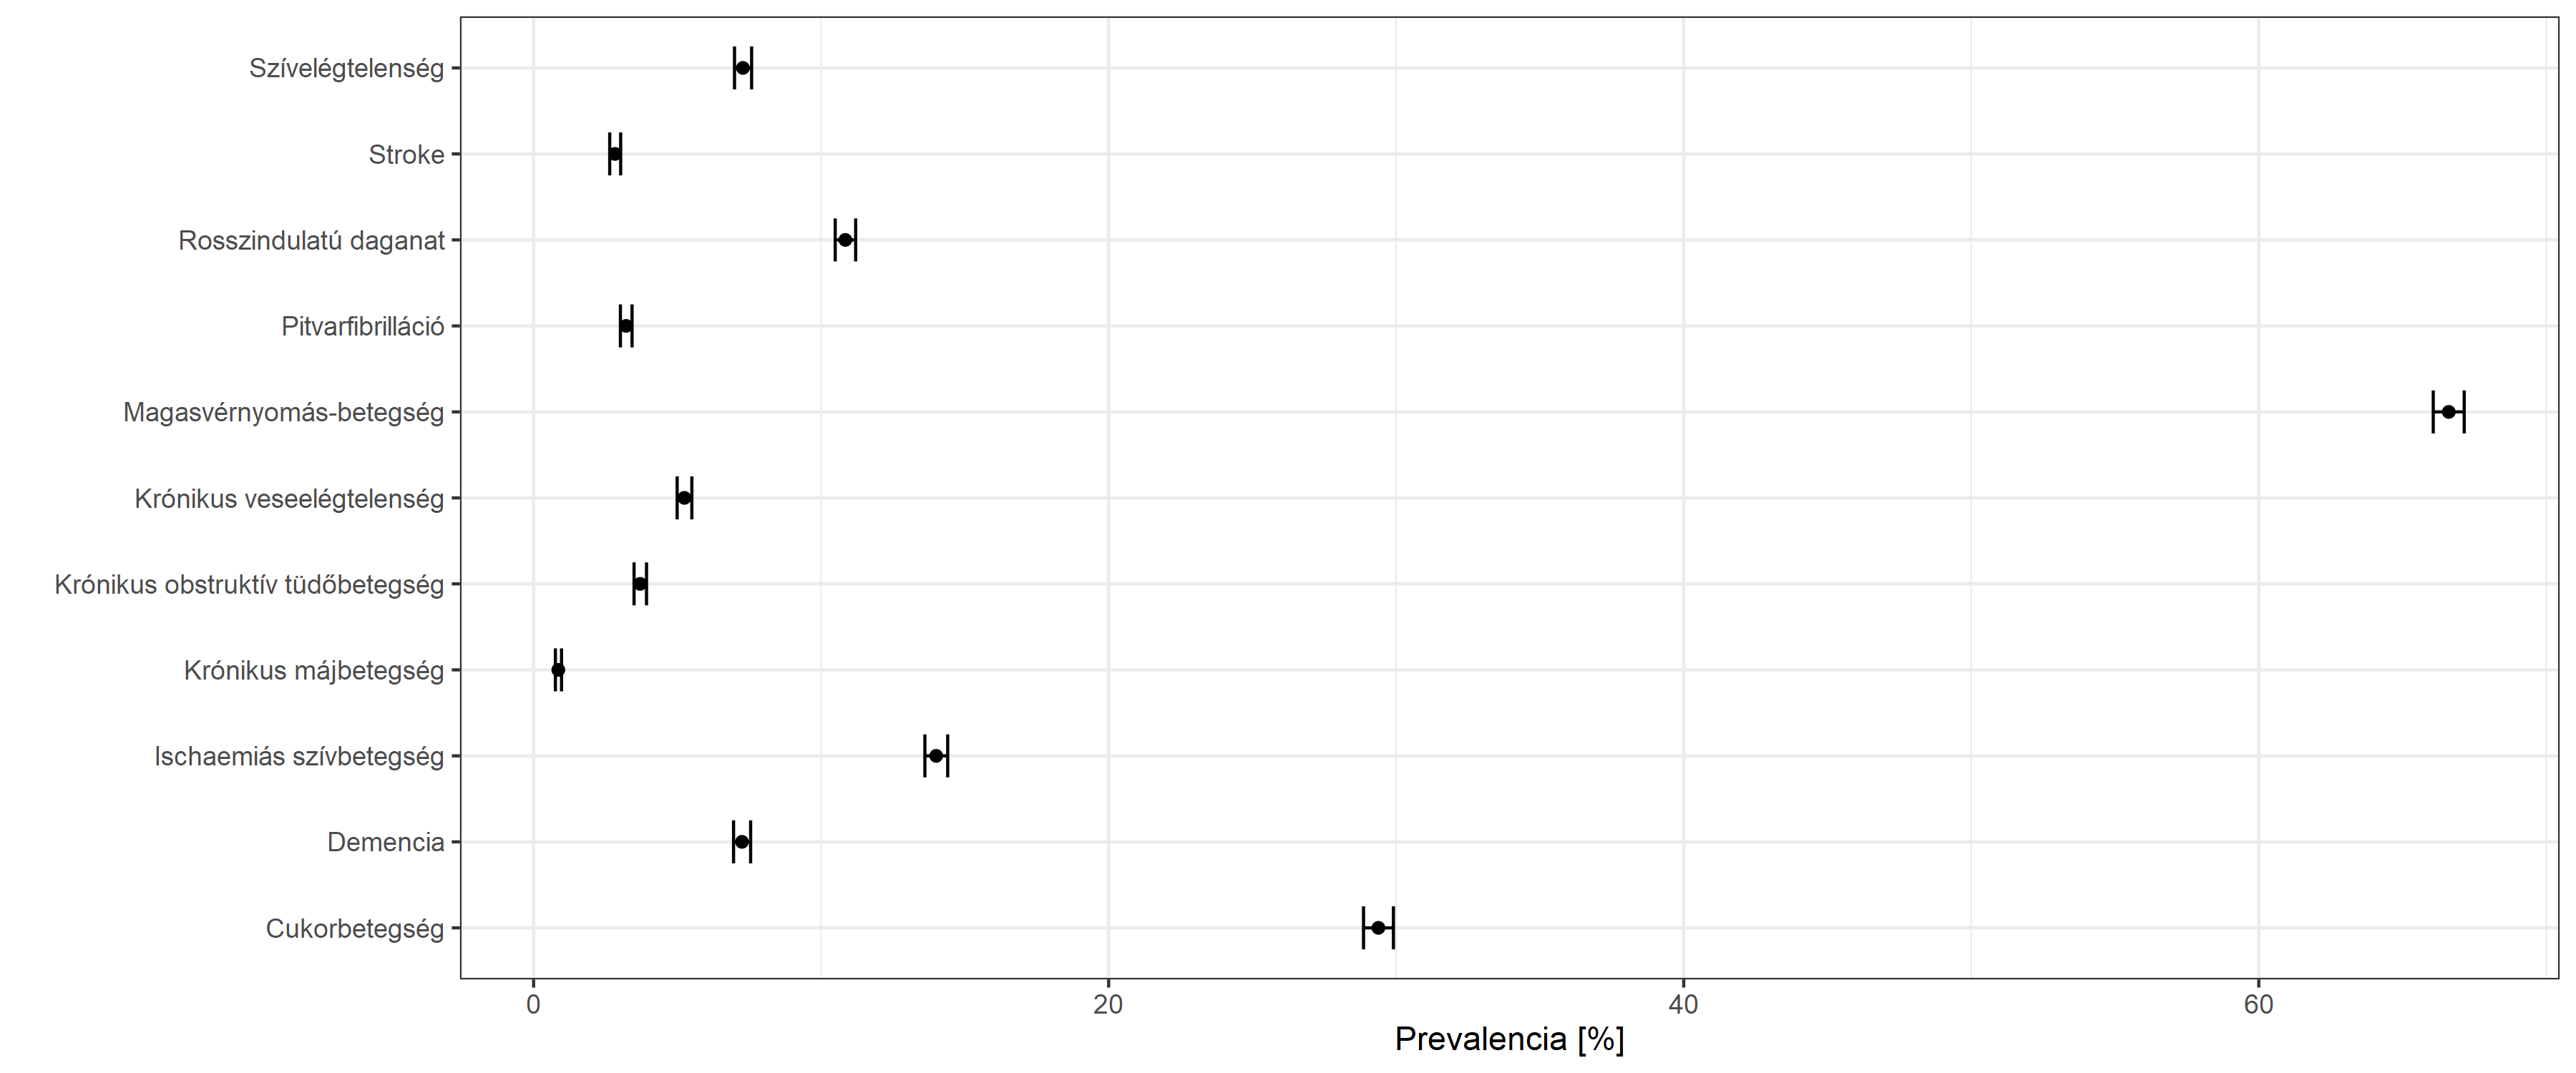 Szívelégtelenség
Stroke
Rosszindulatú daganat
Pitvarfibrilláció
Magasvérnyomás-betegség
Krónikus veseelégtelenség
Krónikus obstruktív tüdőbetegség
Krónikus májbetegség
Ischaemiás szívbetegség
Demencia
Cukorbetegség
0 20 40 60
Prevalencia [%]